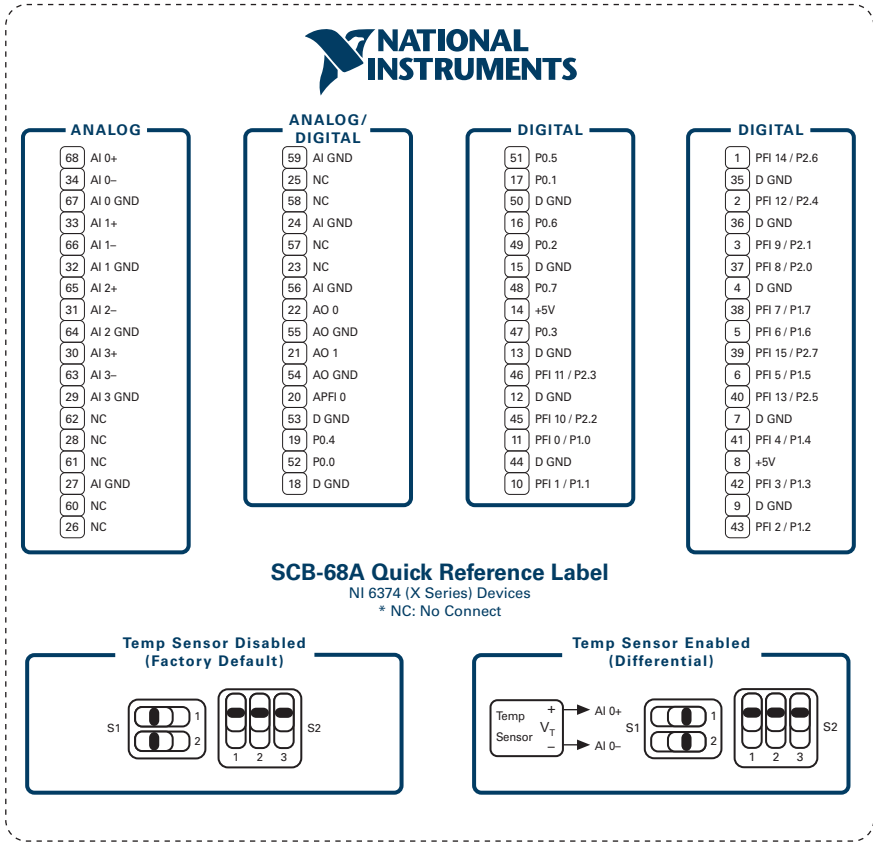 NATIONAL
INSTRUMENTS
ANALOG
68 AI 0+
34 AI 0–
67 AI 0 GND
33 AI 1+
66 AI 1–
32 AI 1 GND
65 AI 2+
31 AI 2–
64 AI 2 GND
30 AI 3+
63 AI 3–
29 AI 3 GND
62 NC
28 NC
61 NC
27 AI GND
60 NC
26 NC
ANALOG/
DIGITAL
59 AI GND
25 NC
58 NC
24 AI GND
57 NC
23 NC
56 AI GND
22 AO 0
55 AO GND
21 AO 1
54 AO GND
20 APFI 0
53 D GND
19 P0.4
52 P0.0
18 D GND
DIGITAL
51 P0.5
17 P0.1
50 D GND
16 P0.6
49 P0.2
15 D GND
48 P0.7
14 +5V
47 P0.3
13 D GND
46 PFI 11 / P2.3
12 D GND
45 PFI 10 / P2.2
11 PFI 0 / P1.0
44 D GND
10 PFI 1 / P1.1
DIGITAL
1 PFI 14 / P2.6
35 D GND
2 PFI 12 / P2.4
36 D GND
3 PFI 9 / P2.1
37 PFI 8 / P2.0
4 D GND
38 PFI 7 / P1.7
5 PFI 6 / P1.6
39 PFI 15 / P2.7
6 PFI 5 / P1.5
40 PFI 13 / P2.5
7 D GND
41 PFI 4 / P1.4
8 +5V
42 PFI 3 / P1.3
9 D GND
43 PFI 2 / P1.2
SCB-68A Quick Reference Label
NI 6374 (X Series) Devices
* NC: No Connect
Temp Sensor Disabled
(Factory Default)
S1
1
2
S2
1 2 3
Temp Sensor Enabled
(Differential)
Temp
Sensor
+
VT
–
AI 0+
AI 0–
S1
1
2
S2
1 2 3